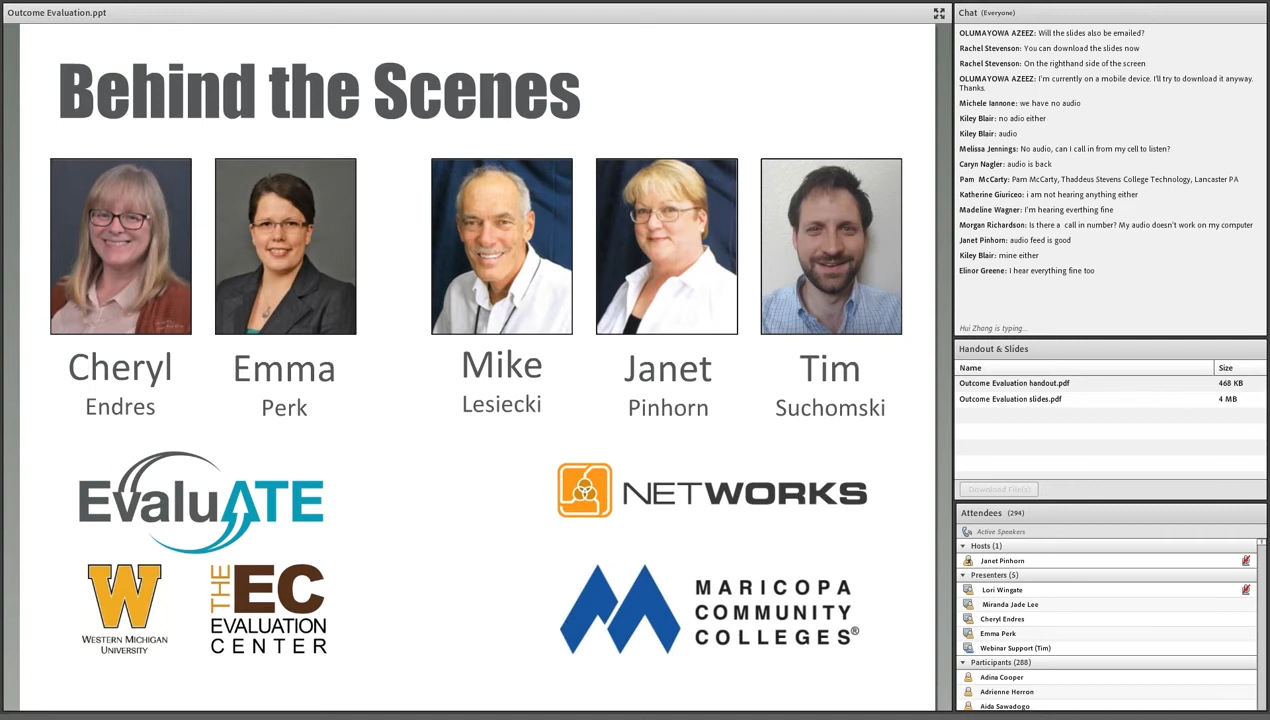 Outcome Evaluation.ppt
Behind the Scenes
Cheryl
Endres
Emma
Perk
Mike
Lesiecki
Janet
Pinhorn
Tim
Suchomski
EvaluATE
NETWORKS
W
WESTERN MICHIGAN
UNIVERSITY
THE EC
EVALUATION
CENTER
MARICOPA
COMMUNITY
COLLEGES®
Chat (Everyone)
OLUMAYOWA AZEEZ: Will the slides also be emailed?
Rachel Stevenson: You can download the slides now
Rachel Stevenson: On the righthand side of the screen
OLUMAYOWA AZEEZ: I'm currently on a mobile device. I'll try to download it anyway.
Thanks.
Michele Iannone: we have no audio
Kiley Blair: no adio either
Kiley Blair: audio
Melissa Jennings: No audio, can I call in from my cell to listen?
Caryn Nagler: audio is back
Pam McCarty: Pam McCarty, Thaddeus Stevens College Technology, Lancaster PA
Katherine Giuriceo: i am not hearing anything either
Madeline Wagner: I'm hearing everthing fine
Morgan Richardson: Is there a call in number? My audio doesn't work on my computer
Janet Pinhorn: audio feed is good
Kiley Blair: mine either
Elinor Greene: I hear everything fine too
Hui Zhang is typing...
Handout & Slides
Name Size
Outcome Evaluation handout.pdf 468 KB
Outcome Evaluation slides.pdf 4 MB
Download File(s)
Attendees (294)
Active Speakers
Hosts (1)
Janet Pinhorn
Presenters (5)
Lori Wingate
Miranda Jade Lee
Cheryl Endres
Emma Perk
Webinar Support (Tim)
Participants (288)
Adina Cooper
Adrienne Herron
Aida Sawadogo